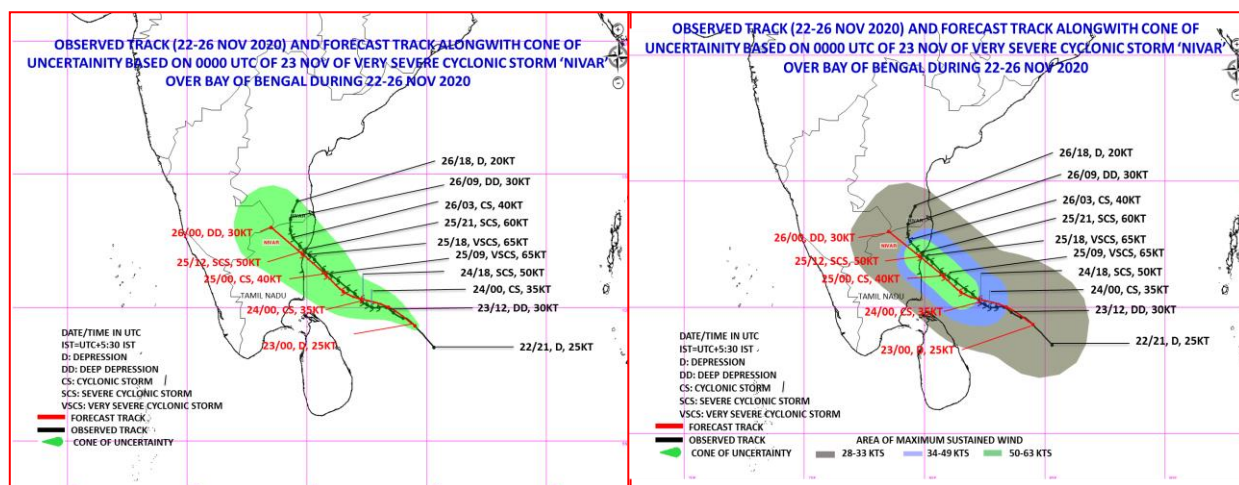 OBSERVED TRACK (22-26 NOV 2020) AND FORECAST TRACK ALONGWITH CONE OF
UNCERTAINITY BASED ON 0000 UTC OF 23 NOV OF VERY SEVERE CYCLONIC STORM ‘NIVAR’
OVER BAY OF BENGAL DURING 22-26 NOV 2020
26/18, D, 20KT
26/09, DD, 30KT
26/03, CS, 40KT
25/21, SCS, 60KT
26/00, DD, 30KT
NIVAR
25/18, VSCS, 65KT
25/09, VSCS, 65KT
25/12, SCS, 50KT
24/18, SCS, 50KT
25/00, CS, 40KT
24/00, CS, 35KT
TAMIL NADU
24/00, CS, 35KT
23/12, DD, 30KT
23/00, D, 25KT
22/21, D, 25KT
DATE/TIME IN UTC
IST=UTC+5:30 IST
D: DEPRESSION
DD: DEEP DEPRESSION
CS: CYCLONIC STORM
SCS: SEVERE CYCLONIC STORM
VSCS: VERY SEVERE CYCLONIC STORM
FORECAST TRACK
OBSERVED TRACK
CONE OF UNCERTAINTY
OBSERVED TRACK (22-26 NOV 2020) AND FORECAST TRACK ALONGWITH CONE OF
UNCERTAINITY BASED ON 0000 UTC OF 23 NOV OF VERY SEVERE CYCLONIC STORM ‘NIVAR’
OVER BAY OF BENGAL DURING 22-26 NOV 2020
26/18, D, 20KT
26/09, DD, 30KT
26/03, CS, 40KT
25/21, SCS, 60KT
26/00, DD, 30KT
NIVAR
25/18, VSCS, 65KT
25/09, VSCS, 65KT
25/12, SCS, 50KT
24/18, SCS, 50KT
25/00, CS, 40KT
24/00, CS, 35KT
TAMIL NADU
24/00, CS, 35KT
23/12, DD, 30KT
23/00, D, 25KT
22/21, D, 25KT
DATE/TIME IN UTC
IST=UTC+5:30 IST
D: DEPRESSION
DD: DEEP DEPRESSION
CS: CYCLONIC STORM
SCS: SEVERE CYCLONIC STORM
VSCS: VERY SEVERE CYCLONIC STORM
FORECAST TRACK
OBSERVED TRACK
CONE OF UNCERTAINTY
AREA OF MAXIMUM SUSTAINED WIND
28-33 KTS
34-49 KTS
50-63 KTS